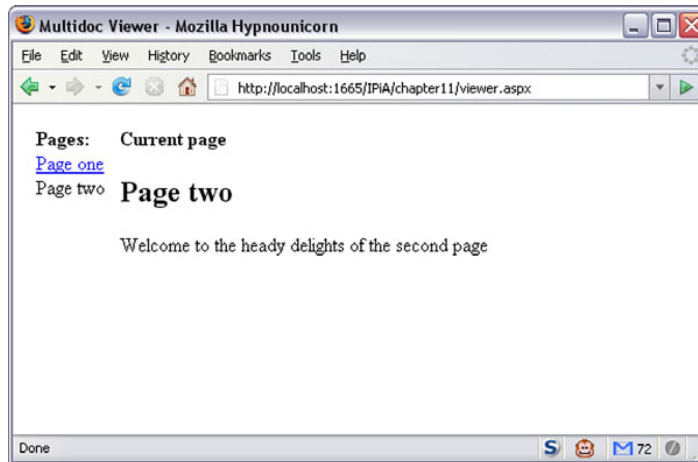 Multidoc Viewer - Mozilla Hypnounicorn
File Edit View History Bookmarks Tools Help
http://localhost:1665/IPiA/chapter11/viewer.aspx
Pages:
Page one
Page two
Current page
Page two
Welcome to the heady delights of the second page
Done
S
72